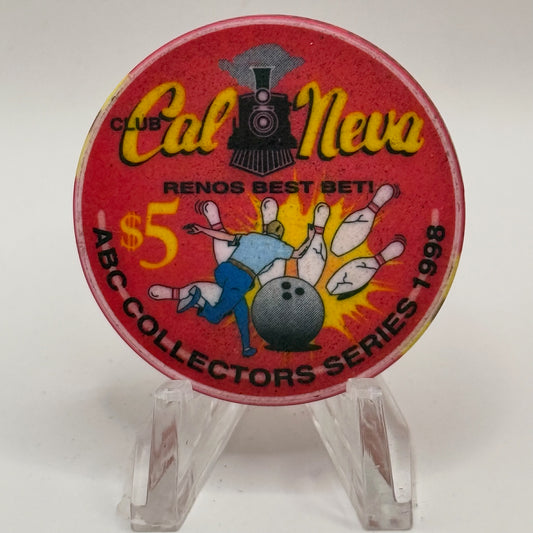 CLUB Cal Neva
RENOS BEST BET!
$5
ABC COLLECTORS SERIES 1998